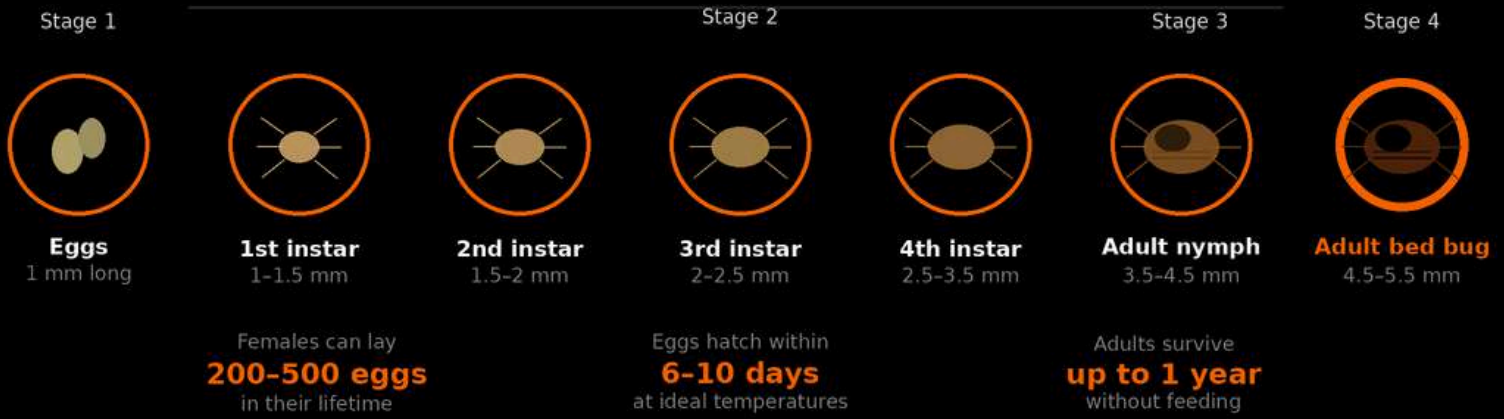 Stage 1
Stage 2
Stage 3
Stage 4
Eggs
1 mm long
1st instar
1–1.5 mm
2nd instar
1.5–2 mm
3rd instar
2–2.5 mm
4th instar
2.5–3.5 mm
Adult nymph
3.5–4.5 mm
Adult bed bug
4.5–5.5 mm
Females can lay
200–500 eggs
in their lifetime
Eggs hatch within
6–10 days
at ideal temperatures
Adults survive
up to 1 year
without feeding